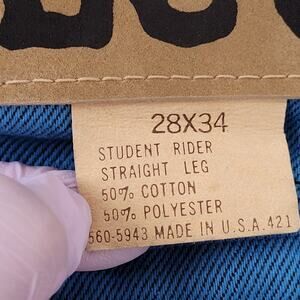 28X34
STUDENT RIDER
STRAIGHT LEG
50% COTTON
50% POLYESTER
560-5943 MADE IN U.S.A. 421